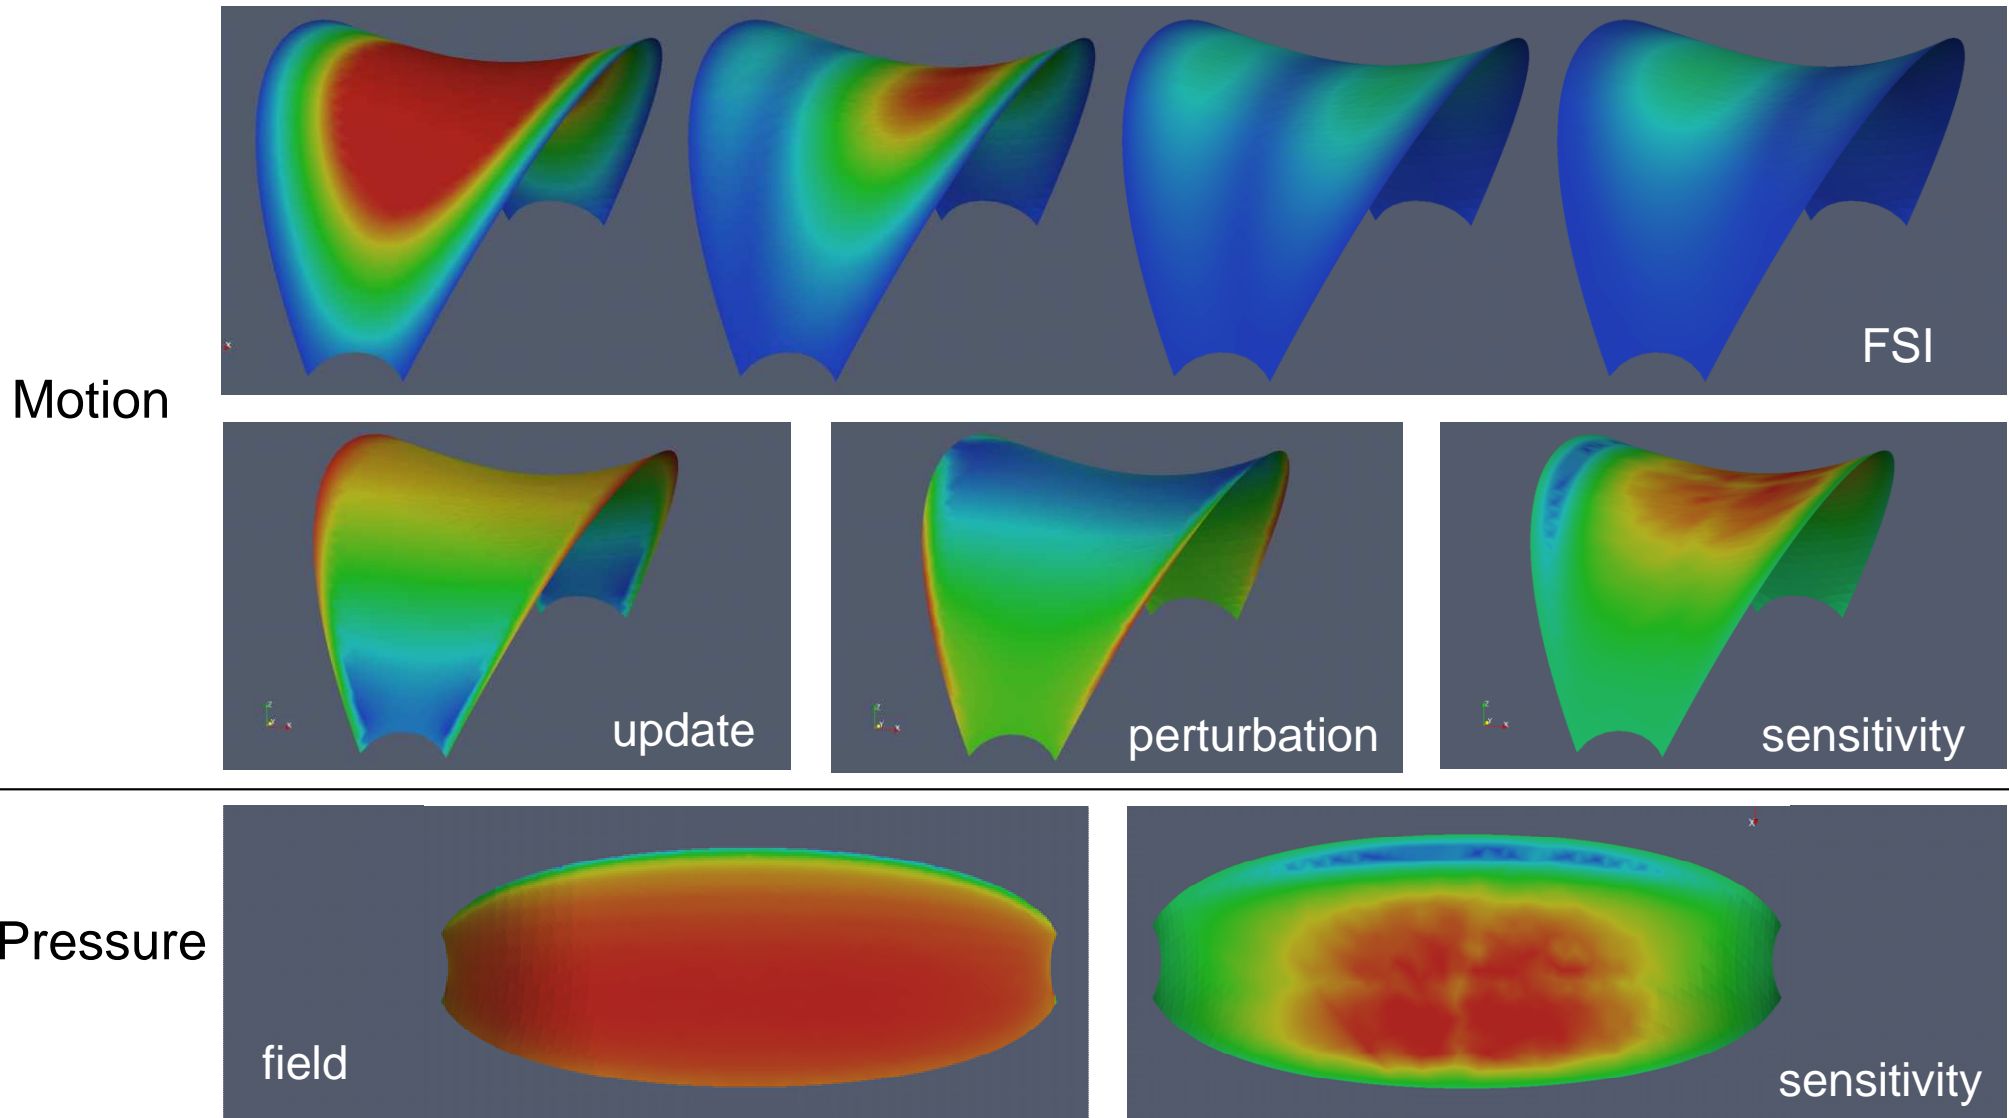 FSI
Motion
update
perturbation
sensitivity
Pressure
field
sensitivity